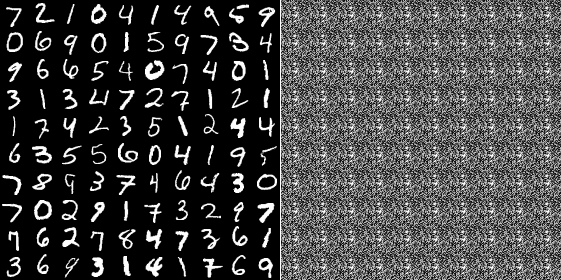 7 2 1 0 4 1 4 9 5 9
0 6 9 0 1 5 9 7 3 4
9 6 6 5 4 0 7 4 0 1
3 1 3 4 7 2 7 1 2 1
1 7 4 2 3 5 1 2 4 4
6 3 5 5 6 0 4 1 9 5
7 8 9 3 7 4 6 4 3 0
7 0 2 9 1 7 3 2 9 7
7 6 2 7 8 4 7 3 6 1
3 6 9 3 1 4 1 7 6 9